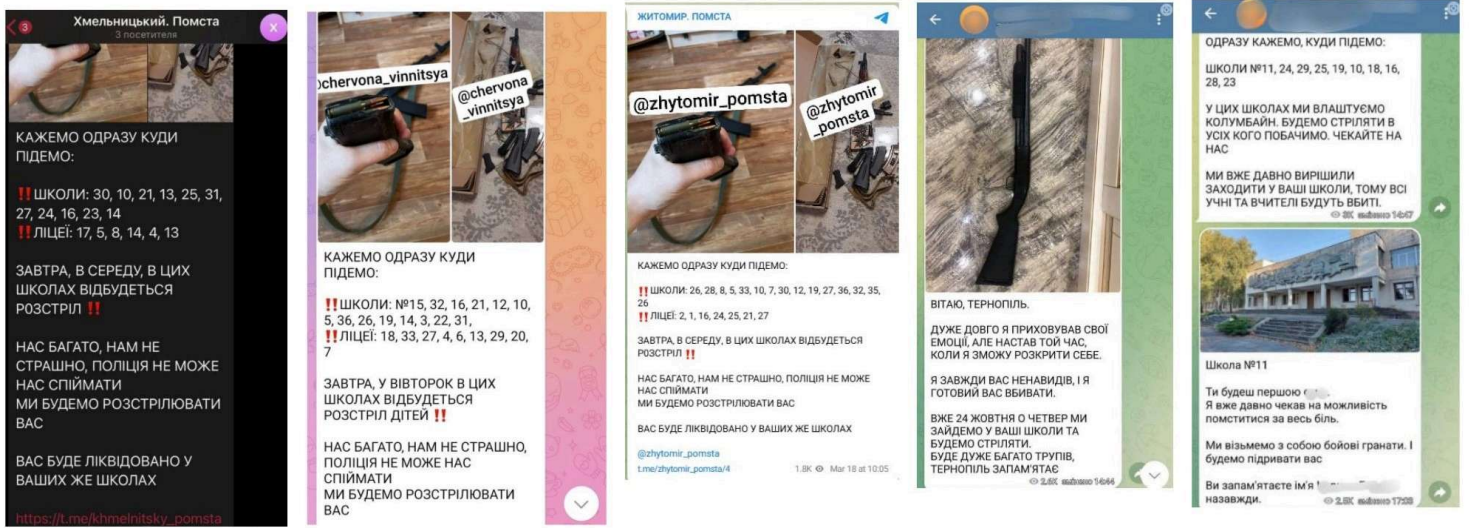 3
Хмельницький. Помста
3 посетителя
X
КАЖЕМО ОДРАЗУ КУДИ
ПІДЕМО:
!! ШКОЛИ: 30, 10, 21, 13, 25, 31,
27, 24, 16, 23, 14
!! ЛІЦЕЇ: 17, 5, 8, 14, 4, 13
ЗАВТРА, В СЕРЕДУ, В ЦИХ
ШКОЛАХ ВІДБУДЕТЬСЯ
РОЗСТРІЛ !!
НАС БАГАТО, НАМ НЕ
СТРАШНО, ПОЛІЦІЯ НЕ МОЖЕ
НАС СПІЙМАТИ
МИ БУДЕМО РОЗСТРІЛЮВАТИ
ВАС
ВАС БУДЕ ЛІКВІДОВАНО У
ВАШИХ ЖЕ ШКОЛАХ
https://t.me/khmelnitsky_pomsta
@chervona_vinnitsya
@chervona
_vinnitsya
КАЖЕМО ОДРАЗУ КУДИ
ПІДЕМО:
!! ШКОЛИ: №15, 32, 16, 21, 12, 10,
5, 36, 26, 19, 14, 3, 22, 31,
!! ЛІЦЕЇ: 18, 33, 27, 4, 6, 13, 29, 20,
7
ЗАВТРА, У ВІВТОРОК В ЦИХ
ШКОЛАХ ВІДБУДЕТЬСЯ
РОЗСТРІЛ ДІТЕЙ !!
НАС БАГАТО, НАМ НЕ СТРАШНО,
ПОЛІЦІЯ НЕ МОЖЕ НАС
СПІЙМАТИ
МИ БУДЕМО РОЗСТРІЛЮВАТИ
ВАС
ЖИТОМИР. ПОМСТА
@zhytomir_pomsta
@zhytomir
_pomsta
КАЖЕМО ОДРАЗУ КУДИ ПІДЕМО:
!! ШКОЛИ: 26, 28, 8, 5, 33, 10, 7, 30, 12, 19, 27, 36, 32, 35,
26
!! ЛІЦЕЇ: 2, 1, 16, 24, 25, 21, 27
ЗАВТРА, В СЕРЕДУ, В ЦИХ ШКОЛАХ ВІДБУДЕТЬСЯ
РОЗСТРІЛ !!
НАС БАГАТО, НАМ НЕ СТРАШНО, ПОЛІЦІЯ НЕ МОЖЕ
НАС СПІЙМАТИ
МИ БУДЕМО РОЗСТРІЛЮВАТИ ВАС
ВАС БУДЕ ЛІКВІДОВАНО У ВАШИХ ЖЕ ШКОЛАХ
@zhytomir_pomsta
t.me/zhytomir_pomsta/4
1.8K Mar 18 at 10:05
ВІТАЮ, ТЕРНОПІЛЬ.
ДУЖЕ ДОВГО Я ПРИХОВУВАВ СВОЇ
ЕМОЦІЇ, АЛЕ НАСТАВ ТОЙ ЧАС,
КОЛИ Я ЗМОЖУ РОЗКРИТИ СЕБЕ.
Я ЗАВЖДИ ВАС НЕНАВИДІВ, І Я
ГОТОВИЙ ВАС ВБИВАТИ.
ВЖЕ 24 ЖОВТНЯ О ЧЕТВЕР МИ
ЗАЙДЕМО У ВАШІ ШКОЛИ ТА
БУДЕМО СТРІЛЯТИ.
БУДЕ ДУЖЕ БАГАТО ТРУПІВ,
ТЕРНОПІЛЬ ЗАПАМ'ЯТАЄ
2.6K змінено 14:44
ОДРАЗУ КАЖЕМО, КУДИ ПІДЕМО:
ШКОЛИ №11, 24, 29, 25, 19, 10, 18, 16,
28, 23
У ЦИХ ШКОЛАХ МИ ВЛАШТУЄМО
КОЛУМБАЙН. БУДЕМО СТРІЛЯТИ В
УСІХ КОГО ПОБАЧИМО. ЧЕКАЙТЕ НА
НАС
МИ ВЖЕ ДАВНО ВИРІШИЛИ
ЗАХОДИТИ У ВАШІ ШКОЛИ, ТОМУ ВСІ
УЧНІ ТА ВЧИТЕЛІ БУДУТЬ ВБИТІ.
3K змінено 14:47
Школа №11
Ти будеш першою
Я вже давно чекав на можливість
помститися за весь біль.
Ми візьмемо з собою бойові гранати. І
будемо підривати вас
Ви запам'ятаєте ім'я
назавжди.
2.5K змінено 17:03